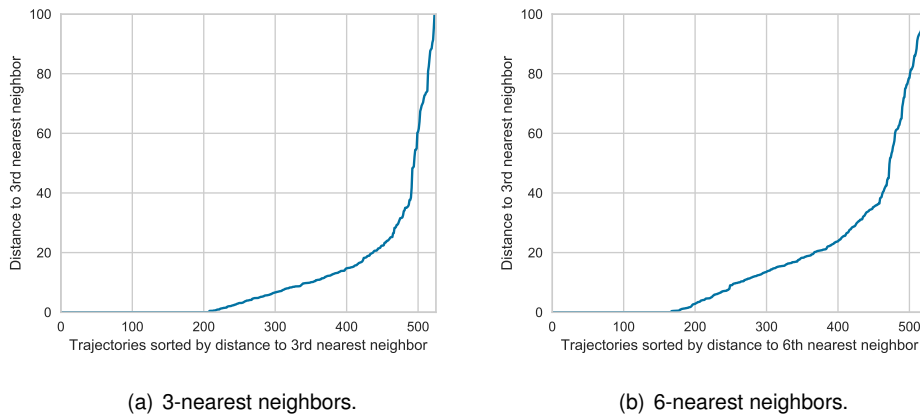 100
80
60
40
20
0
Distance to 3rd nearest neighbor
0 100 200 300 400 500
Trajectories sorted by distance to 3rd nearest neighbor
(a) 3-nearest neighbors.
100
80
60
40
20
0
Distance to 3rd nearest neighbor
0 100 200 300 400 500
Trajectories sorted by distance to 6th nearest neighbor
(b) 6-nearest neighbors.